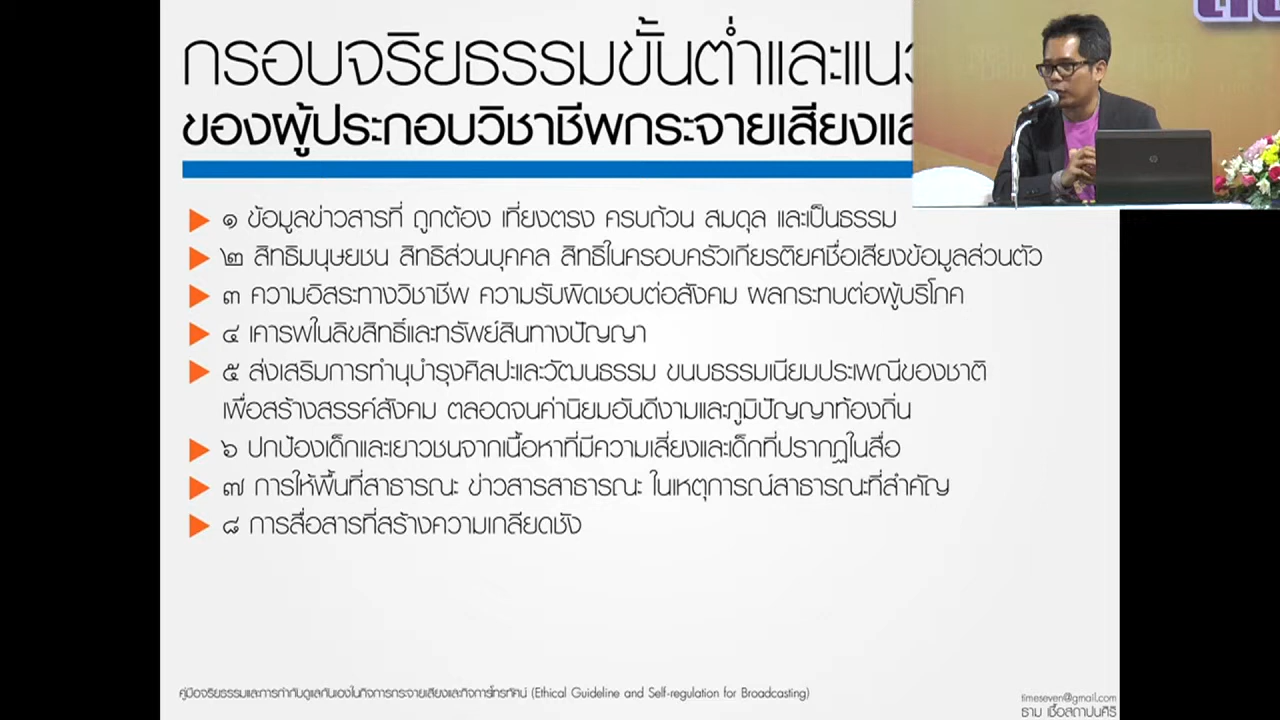 กรอบจริยธรรมขั้นต่ำและแนว
ของผู้ประกอบวิชาชีพกระจายเสียงและ
๑ ข้อมูลข่าวสารที่ ถูกต้อง เที่ยงตรง ครบถ้วน สมดุล และเป็นธรรม
๒ สิทธิมนุษยชน สิทธิส่วนบุคคล สิทธิในครอบครัวเกียรติยศชื่อเสียงข้อมูลส่วนตัว
๓ ความอิสระทางวิชาชีพ ความรับผิดชอบต่อสังคม ผลกระทบต่อผู้บริโภค
๔ เคารพในลิขสิทธิ์และทรัพย์สินทางปัญญา
๕ ส่งเสริมการทำนุบำรุงศิลปะและวัฒนธรรม ขนบธรรมเนียมประเพณีของชาติ
เพื่อสร้างสรรค์สังคม ตลอดจนค่านิยมอันดีงามและภูมิปัญญาท้องถิ่น
๖ ปกป้องเด็กและเยาวชนจากเนื้อหาที่มีความเสี่ยงและเด็กที่ปรากฏในสื่อ
๗ การให้พื้นที่สาธารณะ ข่าวสารสาธารณะ ในเหตุการณ์สาธารณะที่สำคัญ
๘ การสื่อสารที่สร้างความเกลียดชัง
คู่มือจริยธรรมและการกำกับดูแลกันเองในกิจการกระจายเสียงและกิจการโทรทัศน์ (Ethical Guideline and Self-regulation for Broadcasting)
timeseven@gmail.com
ธาม เชื้อสถาปนศิริ